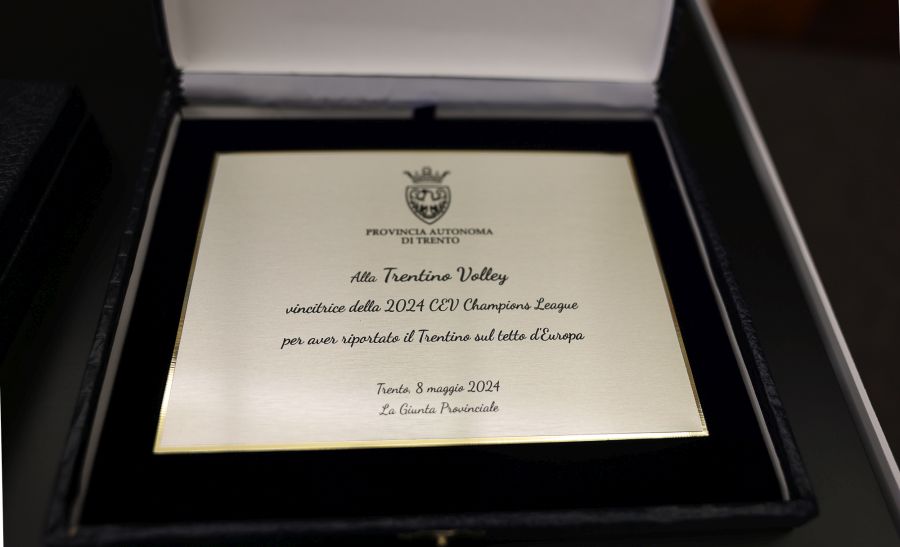 PROVINCIA AUTONOMA
DI TRENTO
Alla Trentino Volley
vincitrice della 2024 CEV Champions League
per aver riportato il Trentino sul tetto d'Europa
Trento, 8 maggio 2024
La Giunta Provinciale